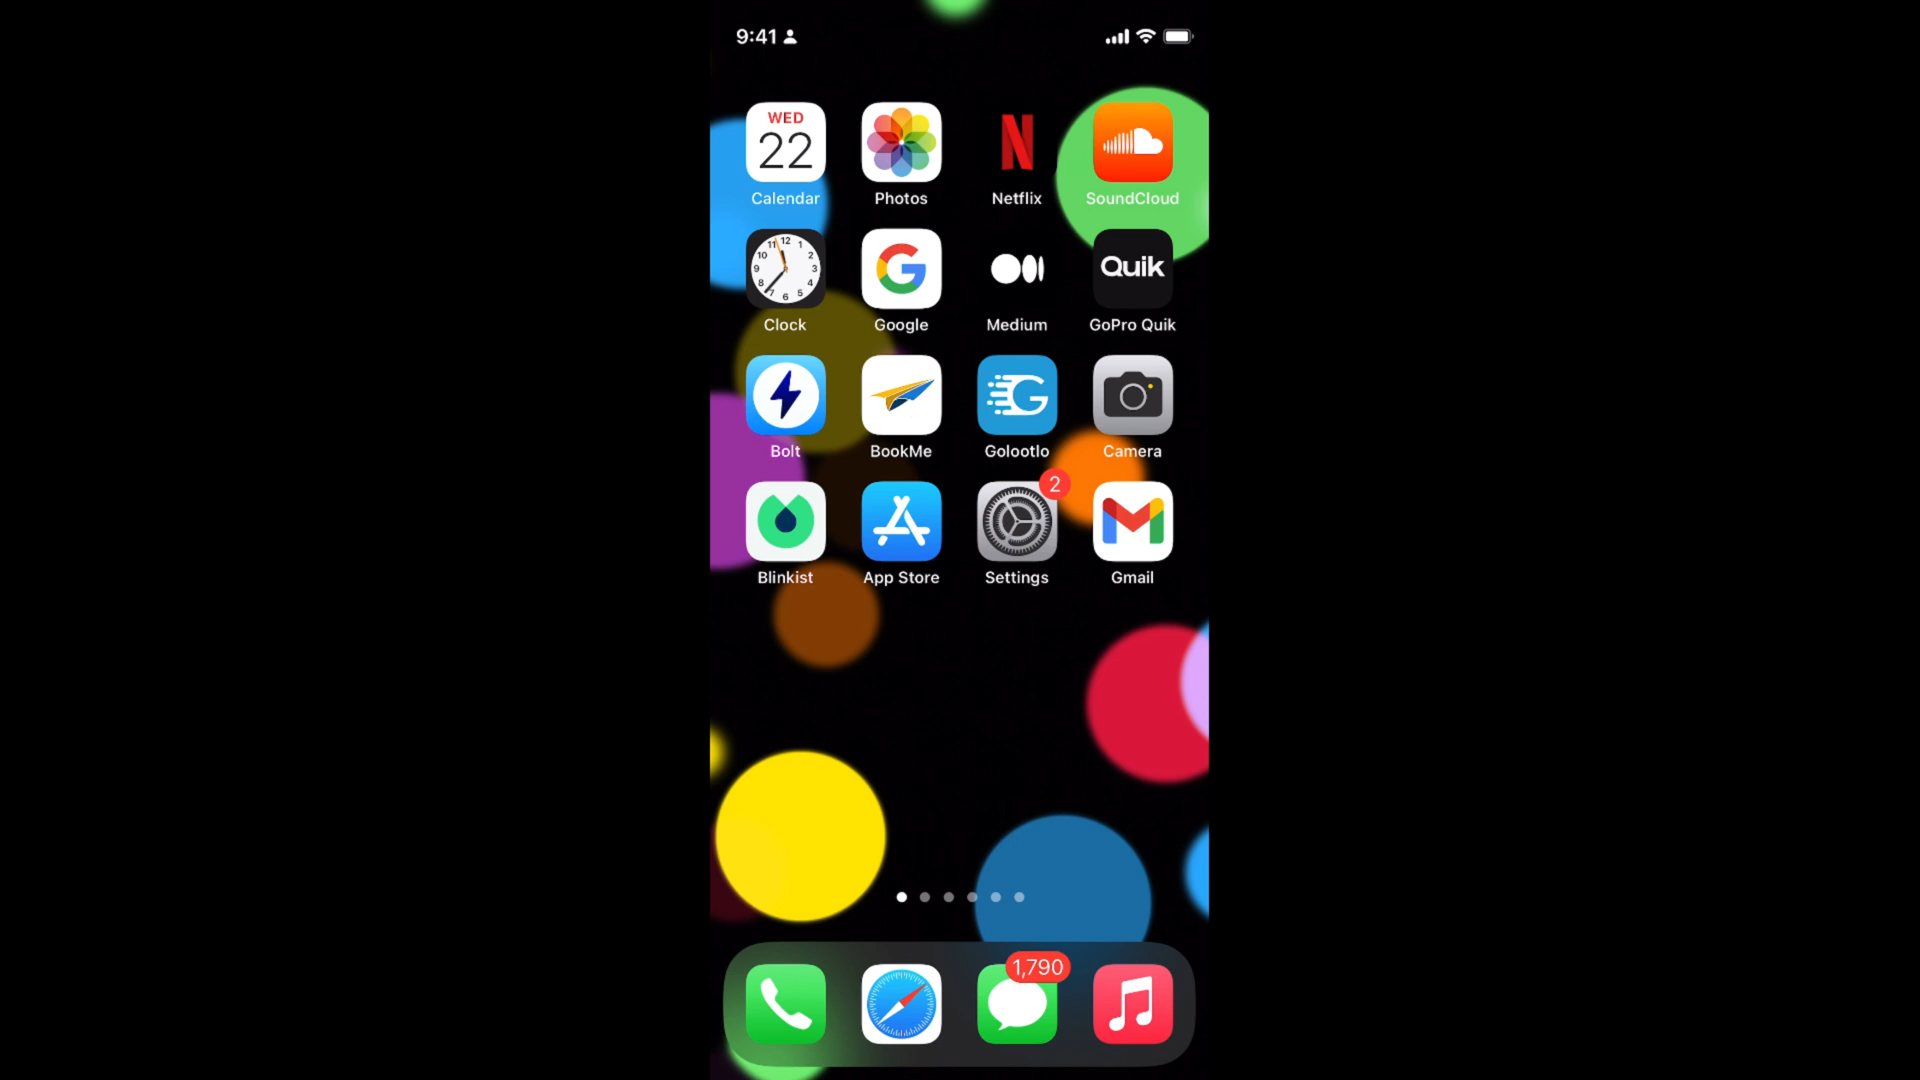 9:41
WED
22
Calendar Photos Netflix SoundCloud
12 1 2 3 4 5 6 7 8 9 10 11
Quik
Clock Google Medium GoPro Quik
G
Bolt BookMe Golootlo Camera
2
Blinkist App Store Settings Gmail
1,790